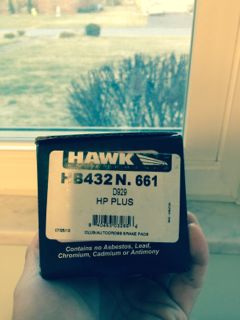 HAWK
HB432N.661
D929
HP PLUS
CLUB/AUTOCROSS BRAKE PADS
Contains no Asbestos, Lead,
Chromium, Cadmium or Antimony